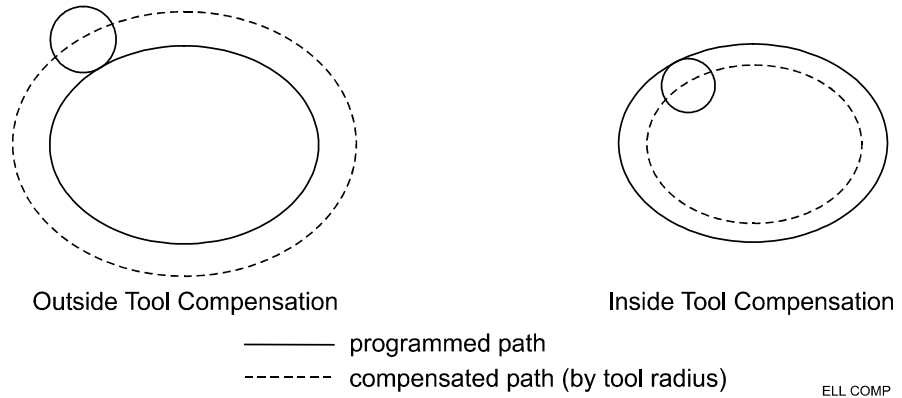 Outside Tool Compensation
Inside Tool Compensation
programmed path
compensated path (by tool radius)
ELL COMP